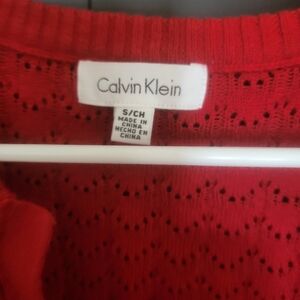 Calvin Klein
S/CH
MADE IN
CHINA
HECHO EN
CHINA